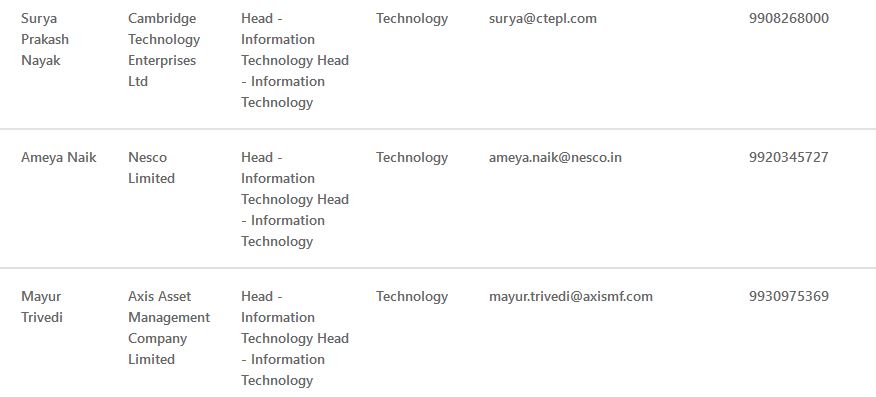 Surya Prakash Nayak
Cambridge Technology Enterprises Ltd
Head - Information Technology Head - Information Technology
Technology
surya@ctepl.com
9908268000
Ameya Naik
Nesco Limited
Head - Information Technology Head - Information Technology
Technology
ameya.naik@nesco.in
9920345727
Mayur Trivedi
Axis Asset Management Company Limited
Head - Information Technology Head - Information Technology
Technology
mayur.trivedi@axismf.com
9930975369